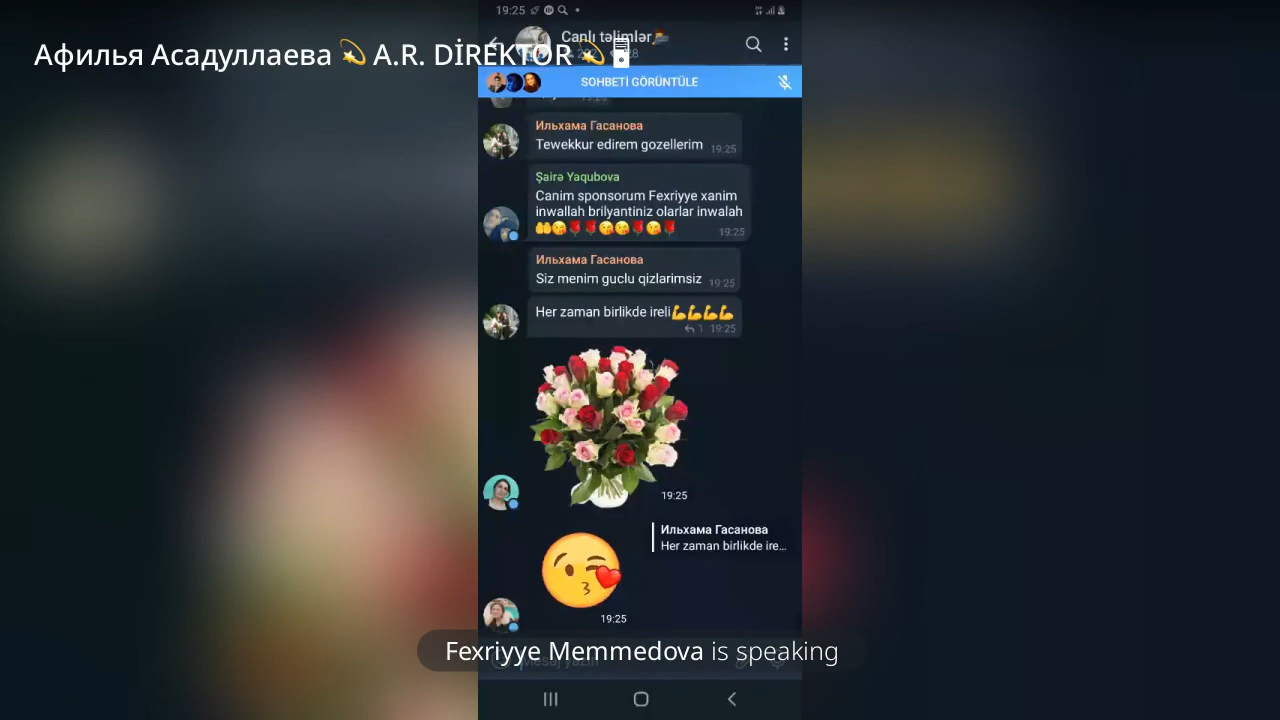 19:25
Афилья Асадуллаева 💫 A.R. DİREKTOR 💫🖥
Canlı təlimlər
SOHBETİ GÖRÜNTÜLE
Ильхама Гасанова
Tewekkur edirem gozellerim 19:25
Şairə Yaqubova
Canim sponsorum Fexriyye xanim
inwallah brilyantiniz olarlar inwalah
🤲😘🌹🌹😘😘🌹😘🌹 19:25
Ильхама Гасанова
Siz menim guclu qizlarimsiz 19:25
Her zaman birlikde ireli💪💪💪💪
1 19:25
19:25
Ильхама Гасанова
Her zaman birlikde ire...
19:25
Fexriyye Memmedova is speaking